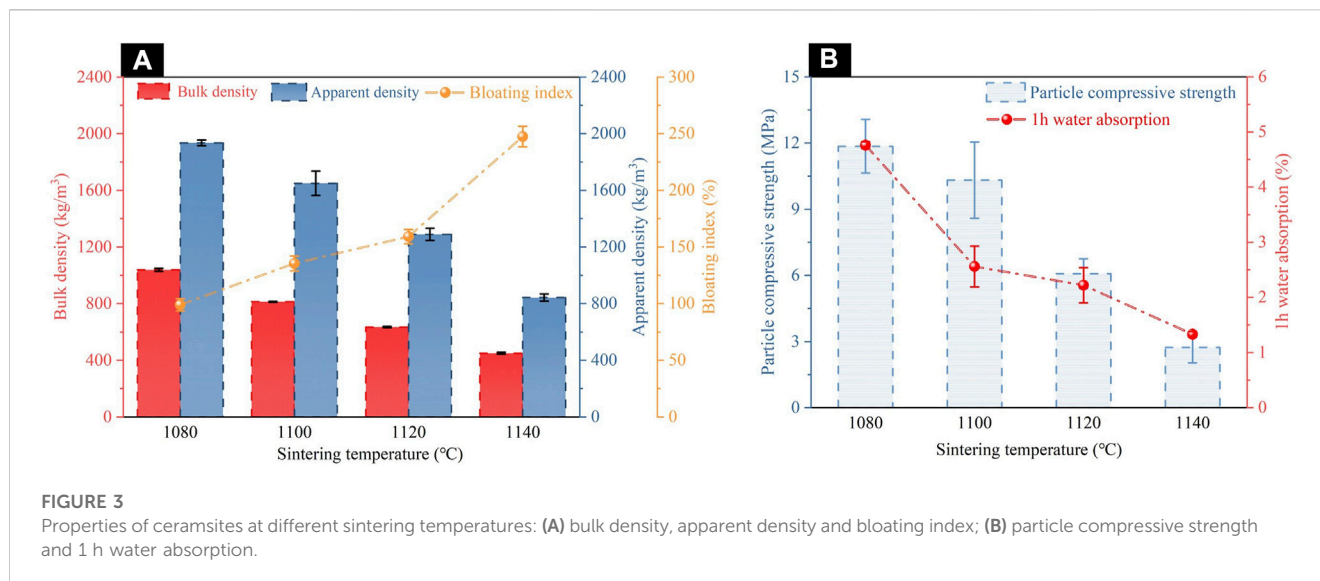 A
B
2400
2000
1600
1200
800
400
0
Bulk density (kg/m³)
Bulk density
Apparent density
Bloating index
2400
2000
1600
1200
800
400
0
Apparent density (kg/m³)
300
250
200
150
100
50
0
Bloating index (%)
1080 1100 1120 1140
Sintering temperature (℃)
15
12
9
6
3
0
Particle compressive strength (MPa)
Particle compressive strength
1h water absorption
6
5
4
3
2
1
0
1h water absorption (%)
1080 1100 1120 1140
Sintering temperature (℃)
FIGURE 3
Properties of ceramsites at different sintering temperatures: (A) bulk density, apparent density and bloating index; (B) particle compressive strength
and 1 h water absorption.